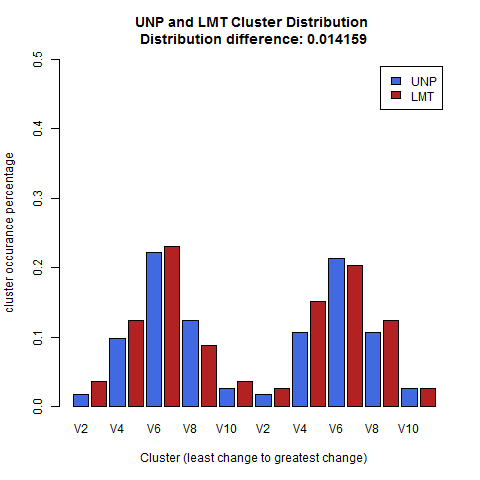 UNP and LMT Cluster Distribution
Distribution difference: 0.014159
UNP
LMT
cluster occurance percentage
0.5
0.4
0.3
0.2
0.1
0.0
V2 V4 V6 V8 V10 V2 V4 V6 V8 V10
Cluster (least change to greatest change)